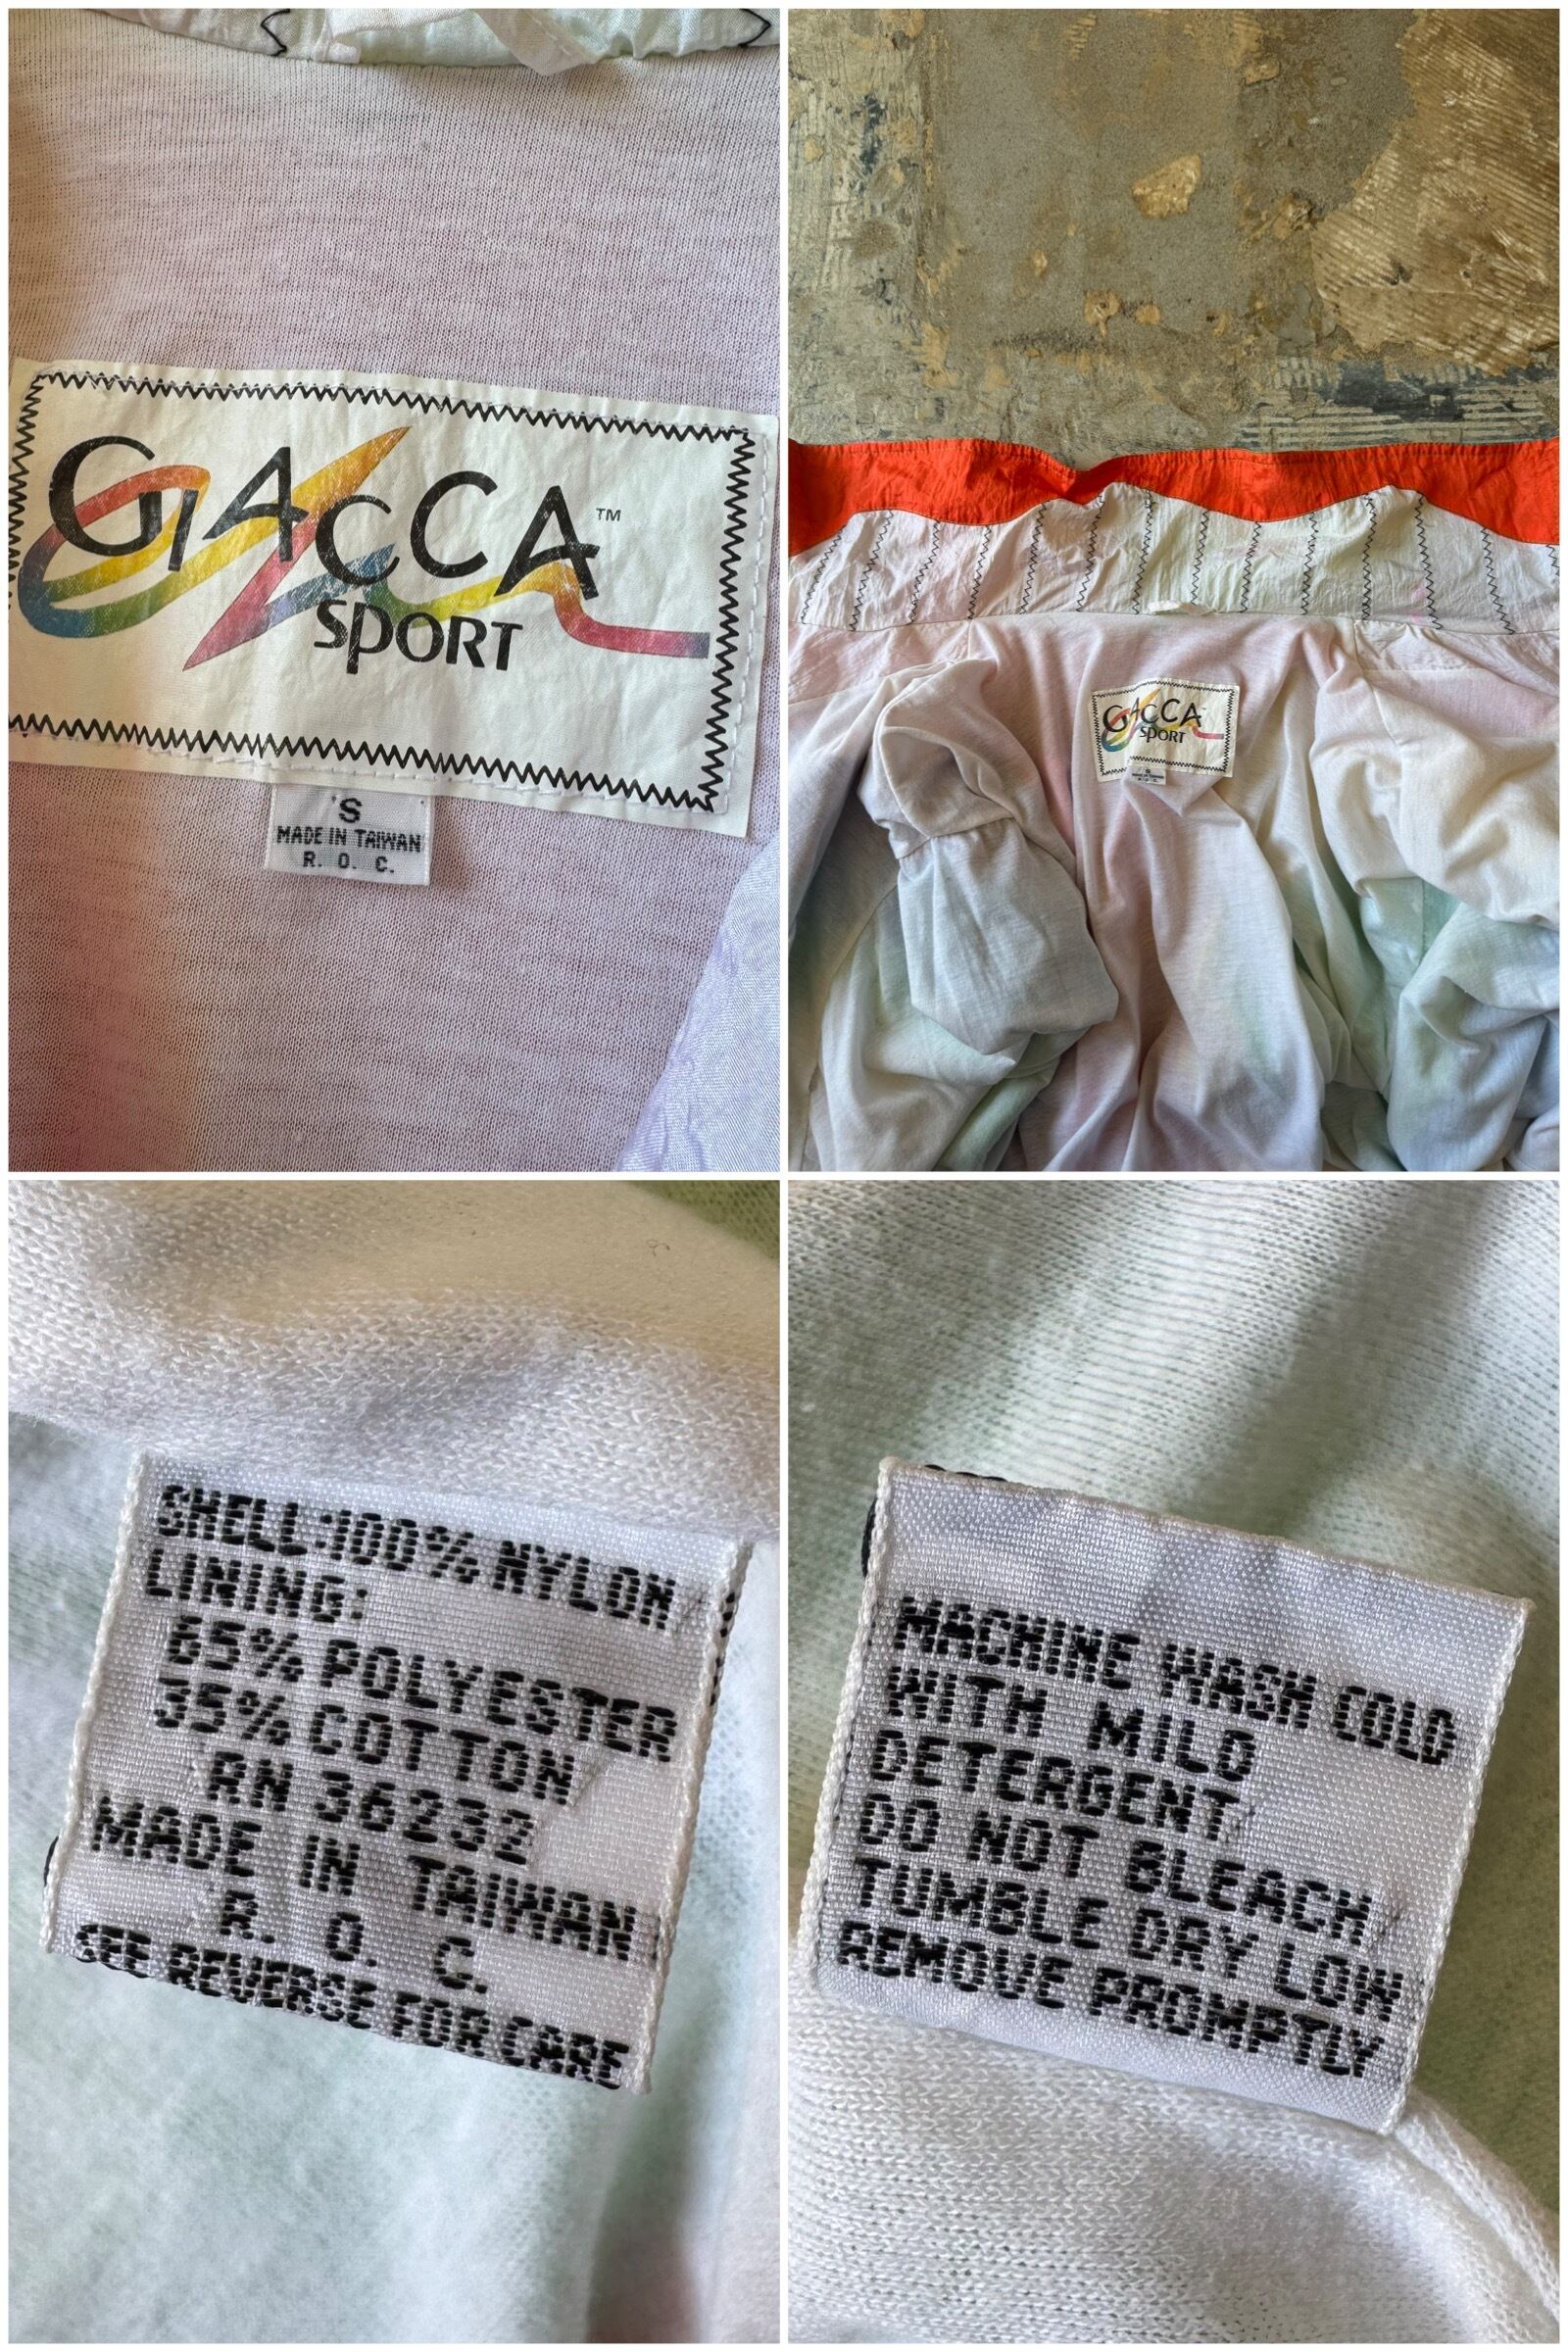 GIACCA™
SPORT
S
MADE IN TAIWAN
R. O. C.
GIACCA
SPORT
SHELL:100% NYLON
LINING:
65% POLYESTER
35% COTTON
RN 36232
MADE IN TAIWAN
R. O. C.
SEE REVERSE FOR CARE
MACHINE WASH COLD
WITH MILD
DETERGENT
DO NOT BLEACH
TUMBLE DRY LOW
REMOVE PROMPTLY